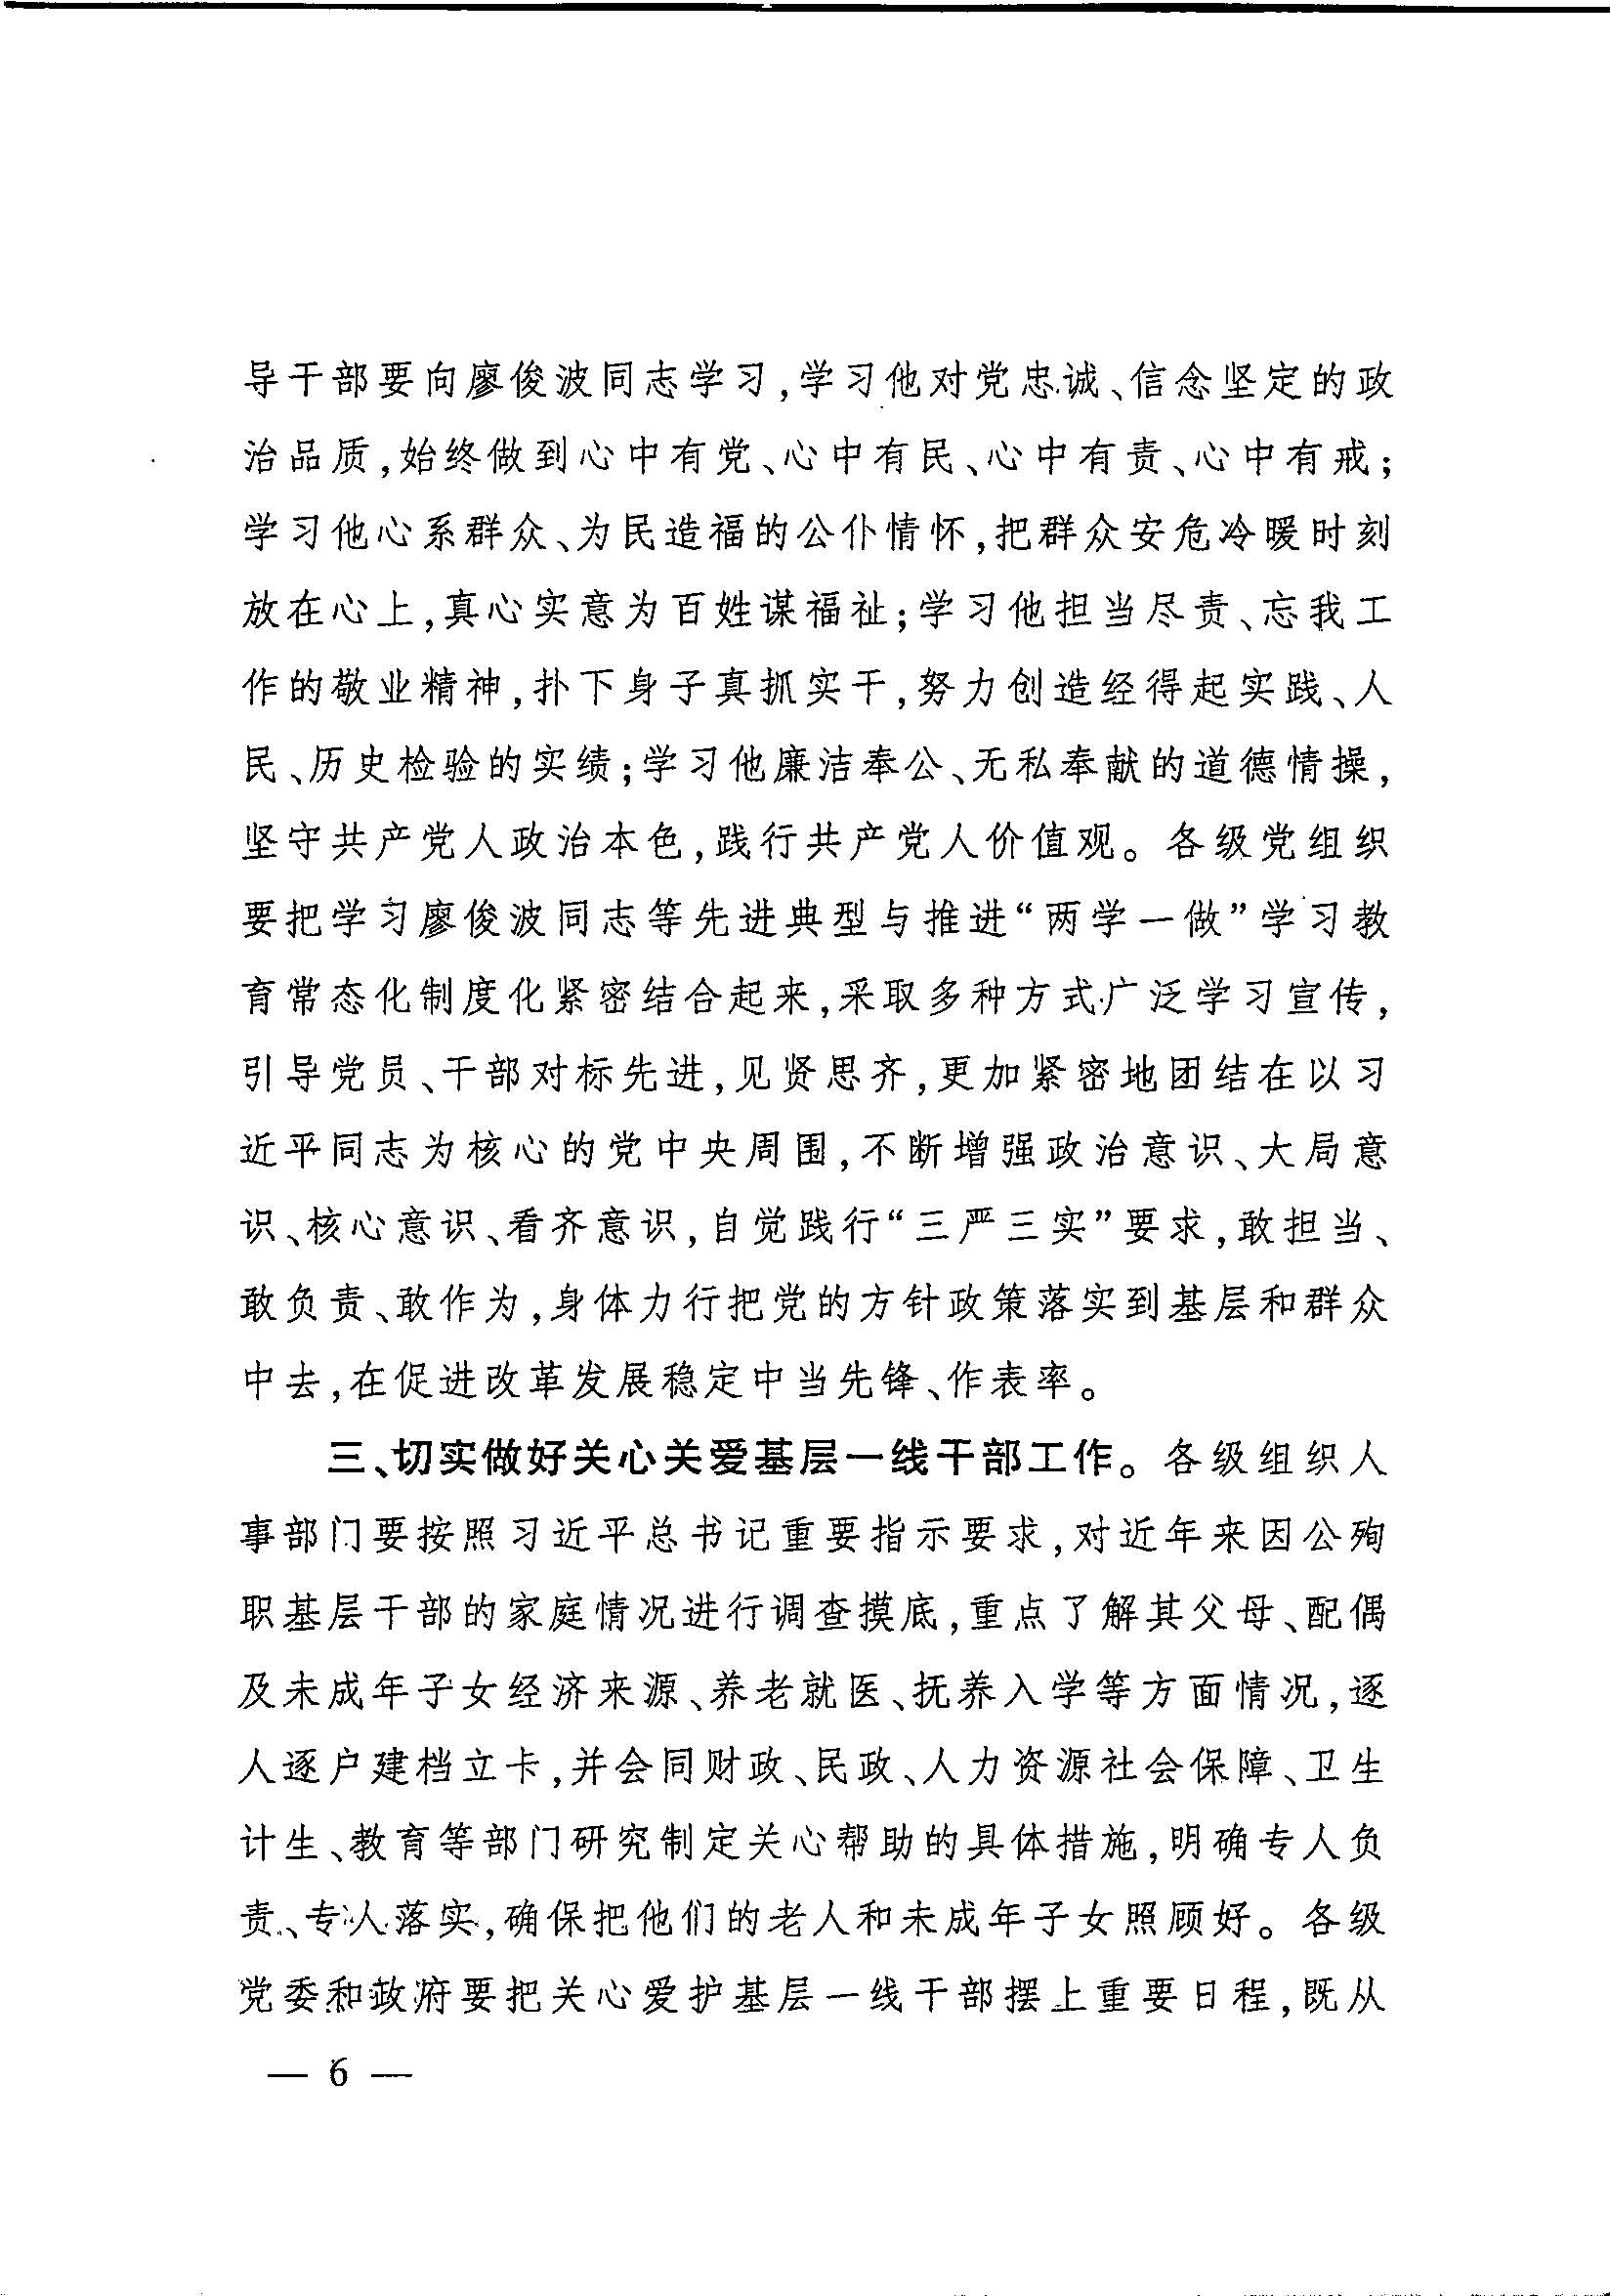 导干部要向廖俊波同志学习,学习他对党忠诚、信念坚定的政
治品质,始终做到心中有党、心中有民、心中有责、心中有戒;
学习他心系群众、为民造福的公仆情怀,把群众安危冷暖时刻
放在心上,真心实意为百姓谋福祉;学习他担当尽责、忘我工
作的敬业精神,扑下身子真抓实干,努力创造经得起实践、人
民、历史检验的实绩;学习他廉洁奉公、无私奉献的道德情操,
坚守共产党人政治本色,践行共产党人价值观。各级党组织
要把学习廖俊波同志等先进典型与推进“两学一做”学习教
育常态化制度化紧密结合起来,采取多种方式广泛学习宣传,
引导党员、干部对标先进,见贤思齐,更加紧密地团结在以习
近平同志为核心的党中央周围,不断增强政治意识、大局意
识、核心意识、看齐意识,自觉践行“三严三实”要求,敢担当、
敢负责、敢作为,身体力行把党的方针政策落实到基层和群众
中去,在促进改革发展稳定中当先锋、作表率。
三、切实做好关心关爱基层一线干部工作。各级组织人
事部门要按照习近平总书记重要指示要求,对近年来因公殉
职基层干部的家庭情况进行调查摸底,重点了解其父母、配偶
及未成年子女经济来源、养老就医、抚养入学等方面情况,逐
人逐户建档立卡,并会同财政、民政、人力资源社会保障、卫生
计生、教育等部门研究制定关心帮助的具体措施,明确专人负
责、专人落实,确保把他们的老人和未成年子女照顾好。各级
党委和政府要把关心爱护基层一线干部摆上重要日程,既从
— 6 —